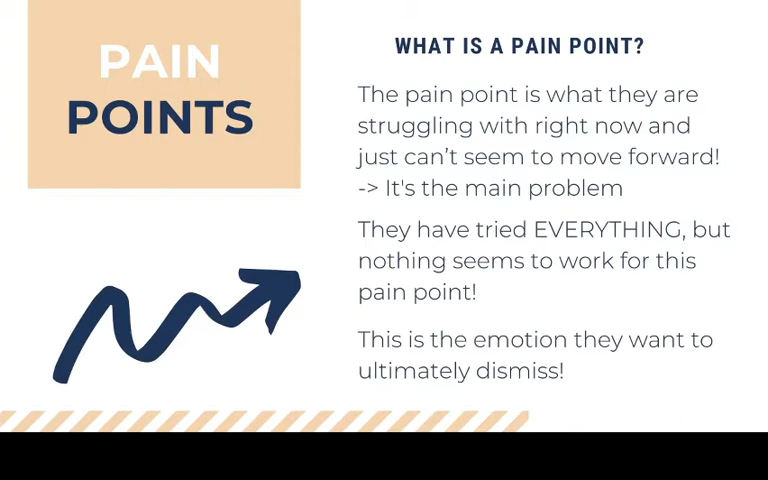 PAIN
POINTS
WHAT IS A PAIN POINT?
The pain point is what they are
struggling with right now and
just can’t seem to move forward!
-> It's the main problem
They have tried EVERYTHING, but
nothing seems to work for this
pain point!
This is the emotion they want to
ultimately dismiss!